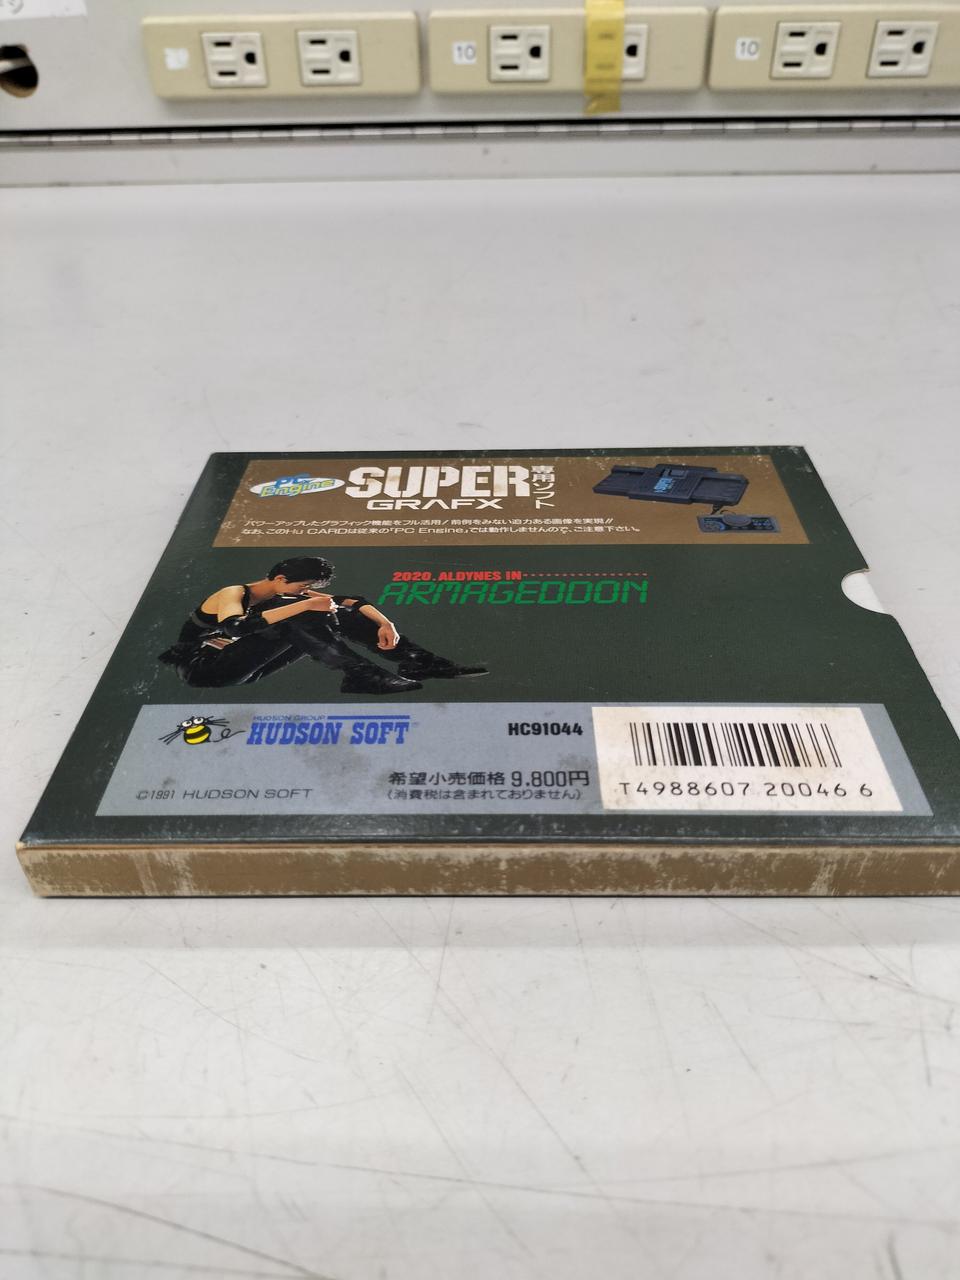 10
10
PC Engine
SUPER GRAFX
専用ソフト
パワーアップしたグラフィック機能をフル活用! 前例をみない迫力ある画像を実現!!
なお、このHu CARDは従来の「PC Engine」では動作しませんので、ご注意下さい。
2020. ALDYNES IN
ARMAGEDDON
HUDSON GROUP
HUDSON SOFT
HC91044
希望小売価格 9,800円
(消費税は含まれておりません)
©1991 HUDSON SOFT
T4988607 20046 6